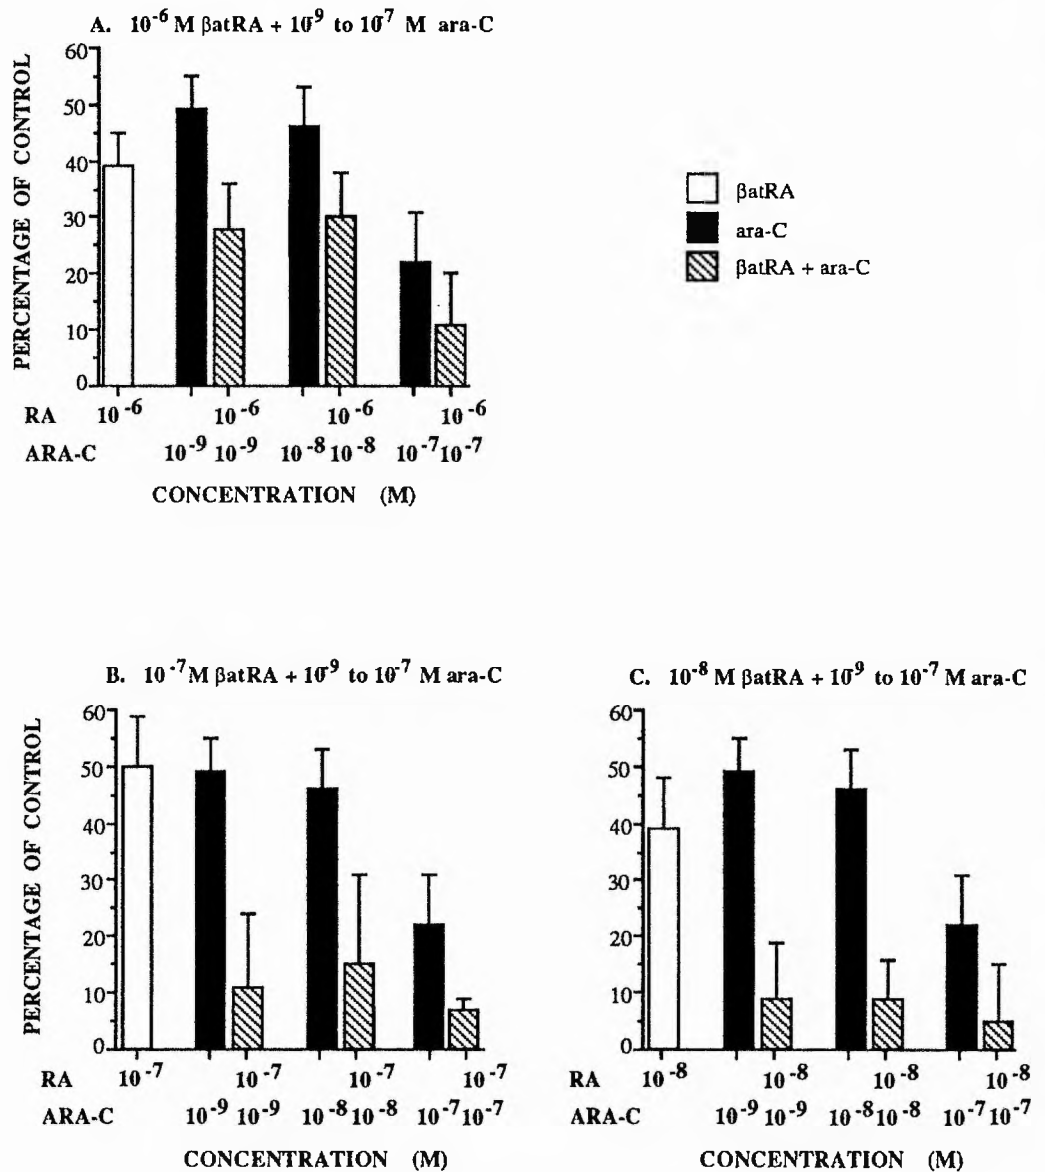 A. 10⁻⁶ M βatRA + 10⁻⁹ to 10⁻⁷ M ara-C
PERCENTAGE OF CONTROL
60
50
40
30
20
10
0
RA 10⁻⁶ 10⁻⁶ 10⁻⁶ 10⁻⁶
ARA-C 10⁻⁹ 10⁻⁹ 10⁻⁸ 10⁻⁸ 10⁻⁷ 10⁻⁷
CONCENTRATION (M)
βatRA
ara-C
βatRA + ara-C
B. 10⁻⁷ M βatRA + 10⁻⁹ to 10⁻⁷ M ara-C
PERCENTAGE OF CONTROL
60
50
40
30
20
10
0
RA 10⁻⁷ 10⁻⁷ 10⁻⁷ 10⁻⁷
ARA-C 10⁻⁹ 10⁻⁹ 10⁻⁸ 10⁻⁸ 10⁻⁷ 10⁻⁷
CONCENTRATION (M)
C. 10⁻⁸ M βatRA + 10⁻⁹ to 10⁻⁷ M ara-C
60
50
40
30
20
10
0
RA 10⁻⁸ 10⁻⁸ 10⁻⁸ 10⁻⁸
ARA-C 10⁻⁹ 10⁻⁹ 10⁻⁸ 10⁻⁸ 10⁻⁷ 10⁻⁷
CONCENTRATION (M)